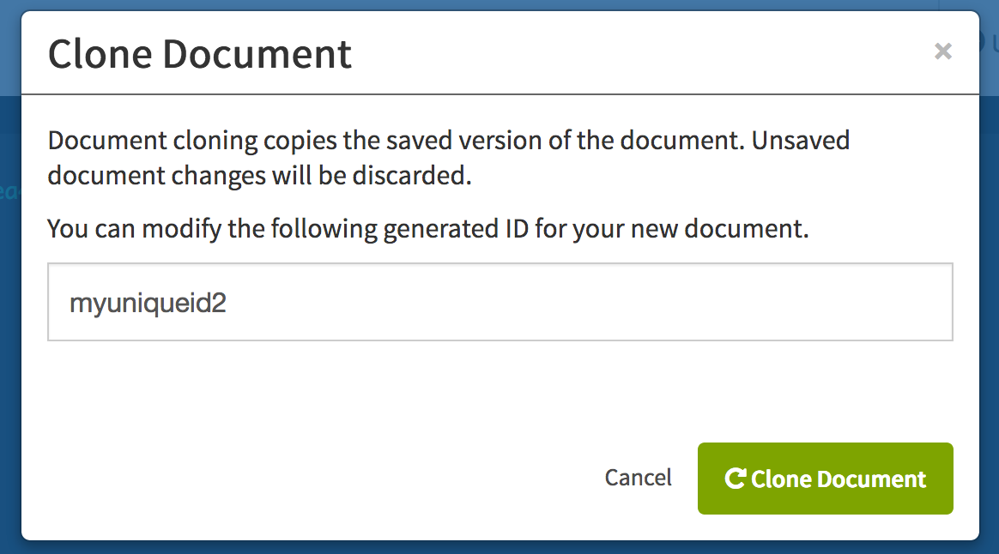 Clone Document
Document cloning copies the saved version of the document. Unsaved
document changes will be discarded.
You can modify the following generated ID for your new document.
myuniqueid2
Cancel
Clone Document